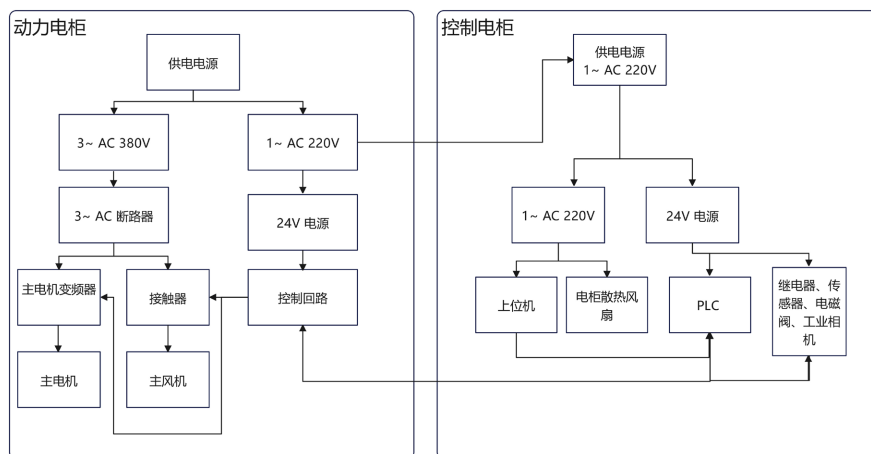 动力电柜
供电电源
3~ AC 380V
1~ AC 220V
3~ AC 断路器
24V 电源
主电机变频器
接触器
控制回路
主电机
主风机
控制电柜
供电电源
1~ AC 220V
1~ AC 220V
24V 电源
上位机
电柜散热风
扇
PLC
继电器、传
感器、电磁
阀、工业相
机